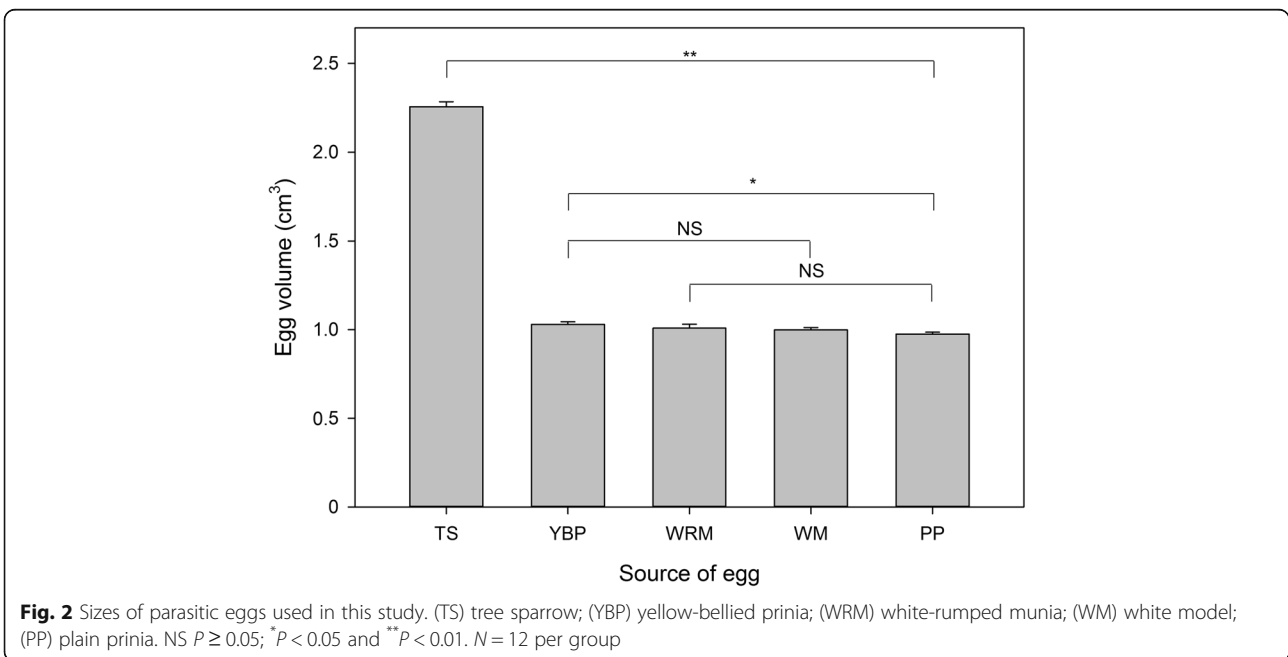 **
2.5
2.0
*
1.5
NS
NS
1.0
0.5
0
Egg volume (cm³)
TS YBP WRM WM PP
Source of egg
Fig. 2 Sizes of parasitic eggs used in this study. (TS) tree sparrow; (YBP) yellow-bellied prinia; (WRM) white-rumped munia; (WM) white model;
(PP) plain prinia. NS P ≥ 0.05; *P < 0.05 and **P < 0.01. N = 12 per group